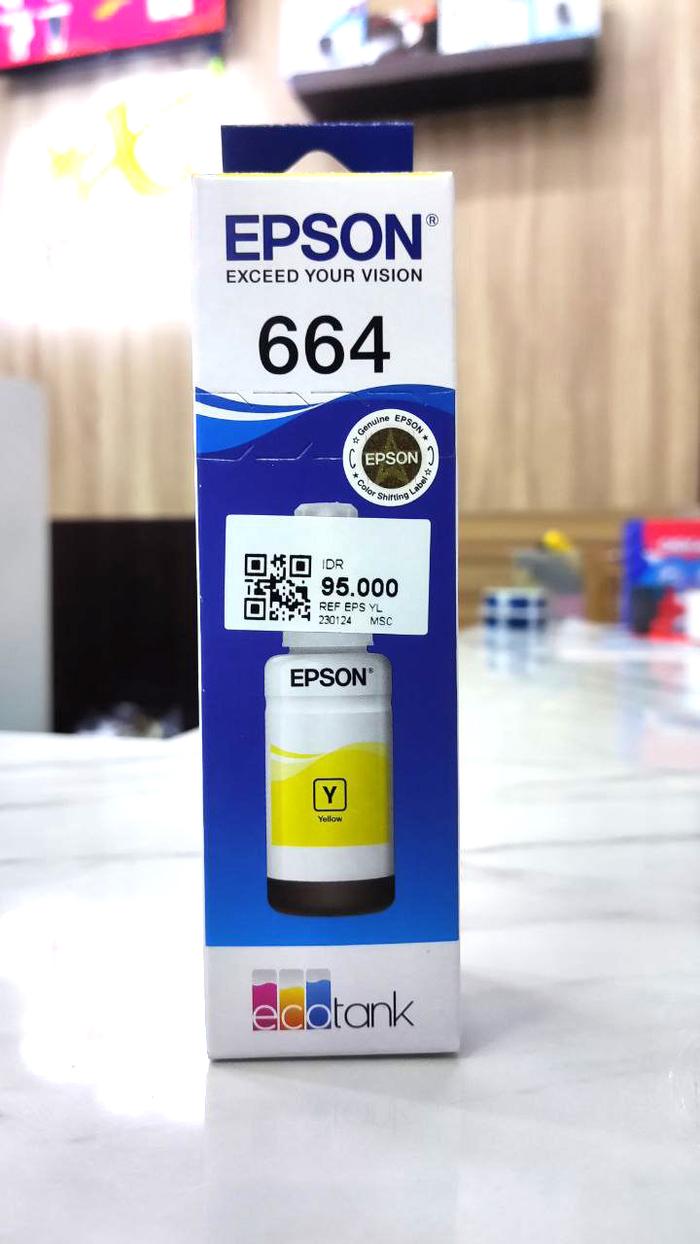 EPSON®
EXCEED YOUR VISION
664
Genuine EPSON
EPSON
Color Shifting Label
IDR
95.000
REF EPS YL
230124 MSC
EPSON®
Y
Yellow
ecotank